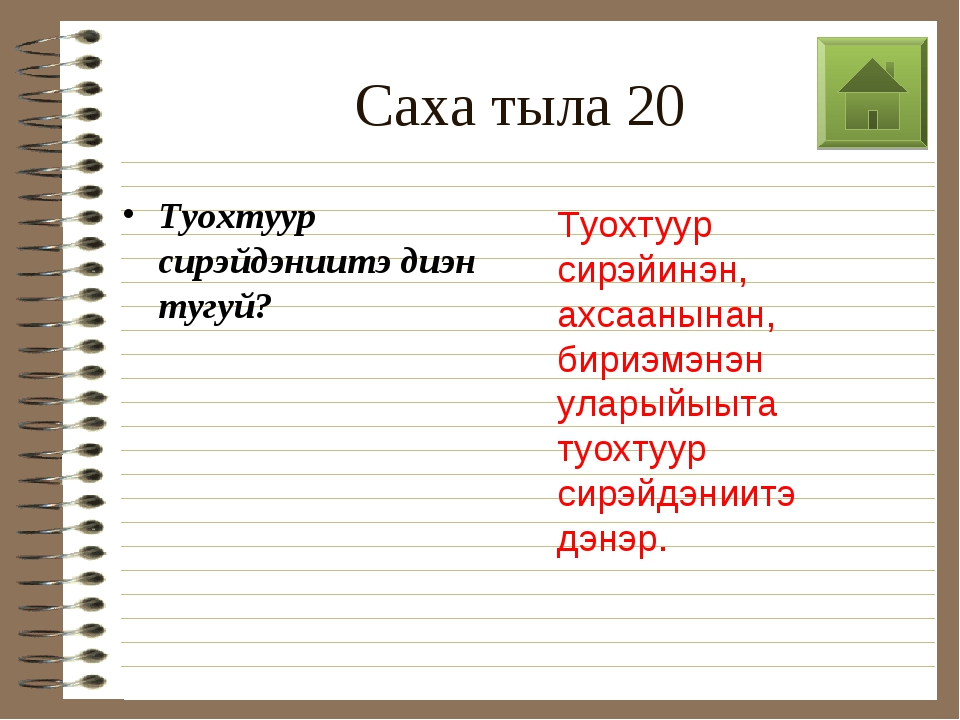 Саха тыла 20
• Туохтуур
сирэйдэниитэ диэн
тугуй?
Туохтуур
сирэйинэн,
ахсаанынан,
бириэмэнэн
уларыйыыта
туохтуур
сирэйдэниитэ
дэнэр.